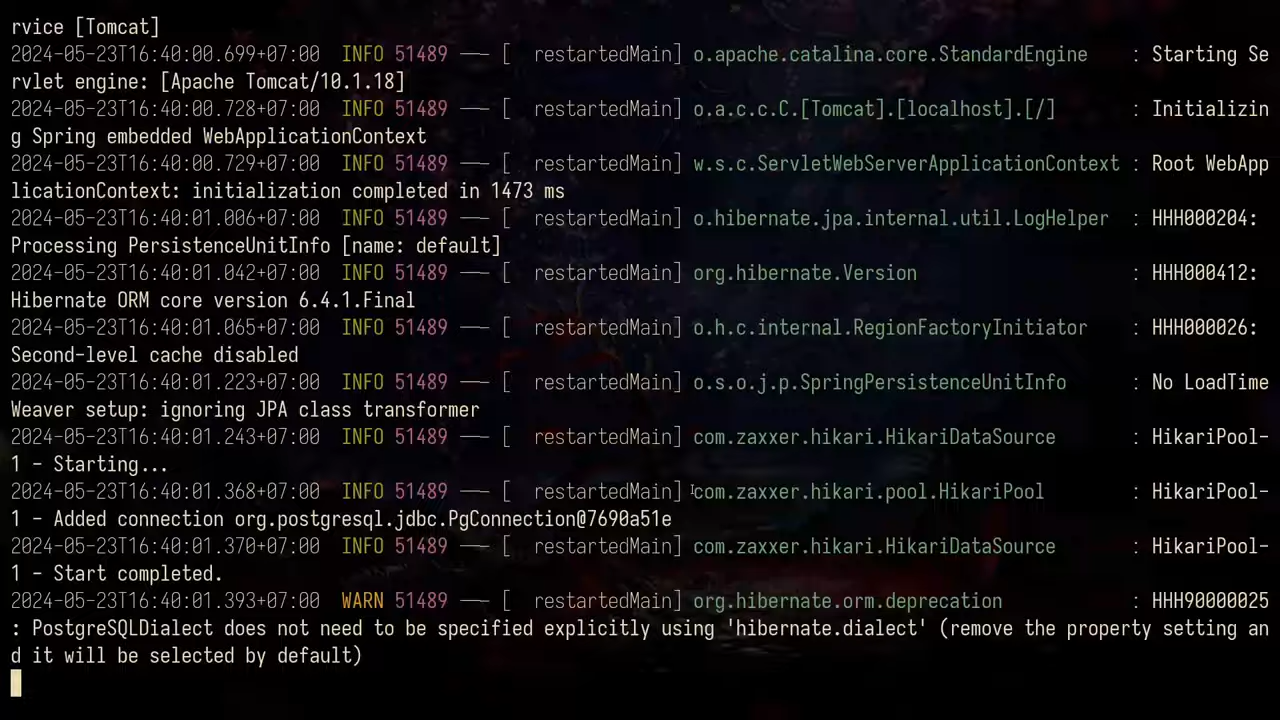 rvice [Tomcat]
2024-05-23T16:40:00.699+07:00  INFO 51489 --- [  restartedMain] o.apache.catalina.core.StandardEngine    : Starting Se
rvlet engine: [Apache Tomcat/10.1.18]
2024-05-23T16:40:00.728+07:00  INFO 51489 --- [  restartedMain] o.a.c.c.C.[Tomcat].[localhost].[/]       : Initializin
g Spring embedded WebApplicationContext
2024-05-23T16:40:00.729+07:00  INFO 51489 --- [  restartedMain] w.s.c.ServletWebServerApplicationContext : Root WebApp
licationContext: initialization completed in 1473 ms
2024-05-23T16:40:01.006+07:00  INFO 51489 --- [  restartedMain] o.hibernate.jpa.internal.util.LogHelper  : HHH000204:
Processing PersistenceUnitInfo [name: default]
2024-05-23T16:40:01.042+07:00  INFO 51489 --- [  restartedMain] org.hibernate.Version                    : HHH000412:
Hibernate ORM core version 6.4.1.Final
2024-05-23T16:40:01.065+07:00  INFO 51489 --- [  restartedMain] o.h.c.internal.RegionFactoryInitiator    : HHH000026:
Second-level cache disabled
2024-05-23T16:40:01.223+07:00  INFO 51489 --- [  restartedMain] o.s.o.j.p.SpringPersistenceUnitInfo      : No LoadTime
Weaver setup: ignoring JPA class transformer
2024-05-23T16:40:01.243+07:00  INFO 51489 --- [  restartedMain] com.zaxxer.hikari.HikariDataSource       : HikariPool-
1 - Starting...
2024-05-23T16:40:01.368+07:00  INFO 51489 --- [  restartedMain] com.zaxxer.hikari.pool.HikariPool        : HikariPool-
1 - Added connection org.postgresql.jdbc.PgConnection@7690a51e
2024-05-23T16:40:01.370+07:00  INFO 51489 --- [  restartedMain] com.zaxxer.hikari.HikariDataSource       : HikariPool-
1 - Start completed.
2024-05-23T16:40:01.393+07:00  WARN 51489 --- [  restartedMain] org.hibernate.orm.deprecation            : HHH90000025
: PostgreSQLDialect does not need to be specified explicitly using 'hibernate.dialect' (remove the property setting an
d it will be selected by default)